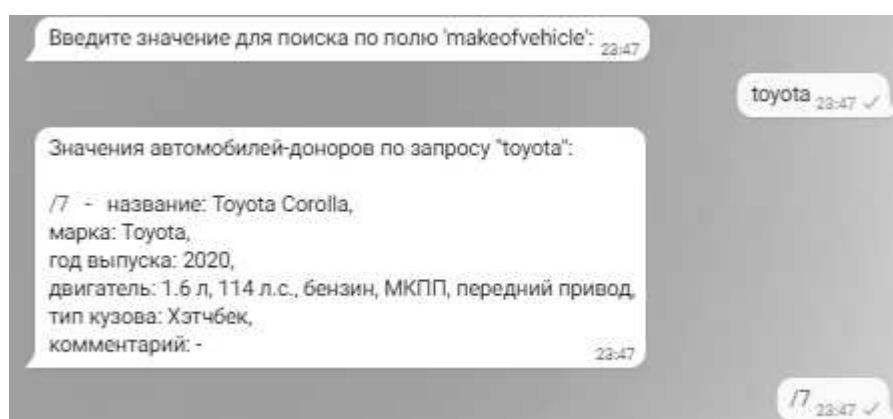 Введите значение для поиска по полю 'makeofvehicle': 23:47
toyota 23:47
Значения автомобилей-доноров по запросу "toyota":
/7 - название: Toyota Corolla,
марка: Toyota,
год выпуска: 2020,
двигатель: 1.6 л, 114 л.с., бензин, МКПП, передний привод,
тип кузова: Хэтчбек,
комментарий: -
23:47
/7 23:47